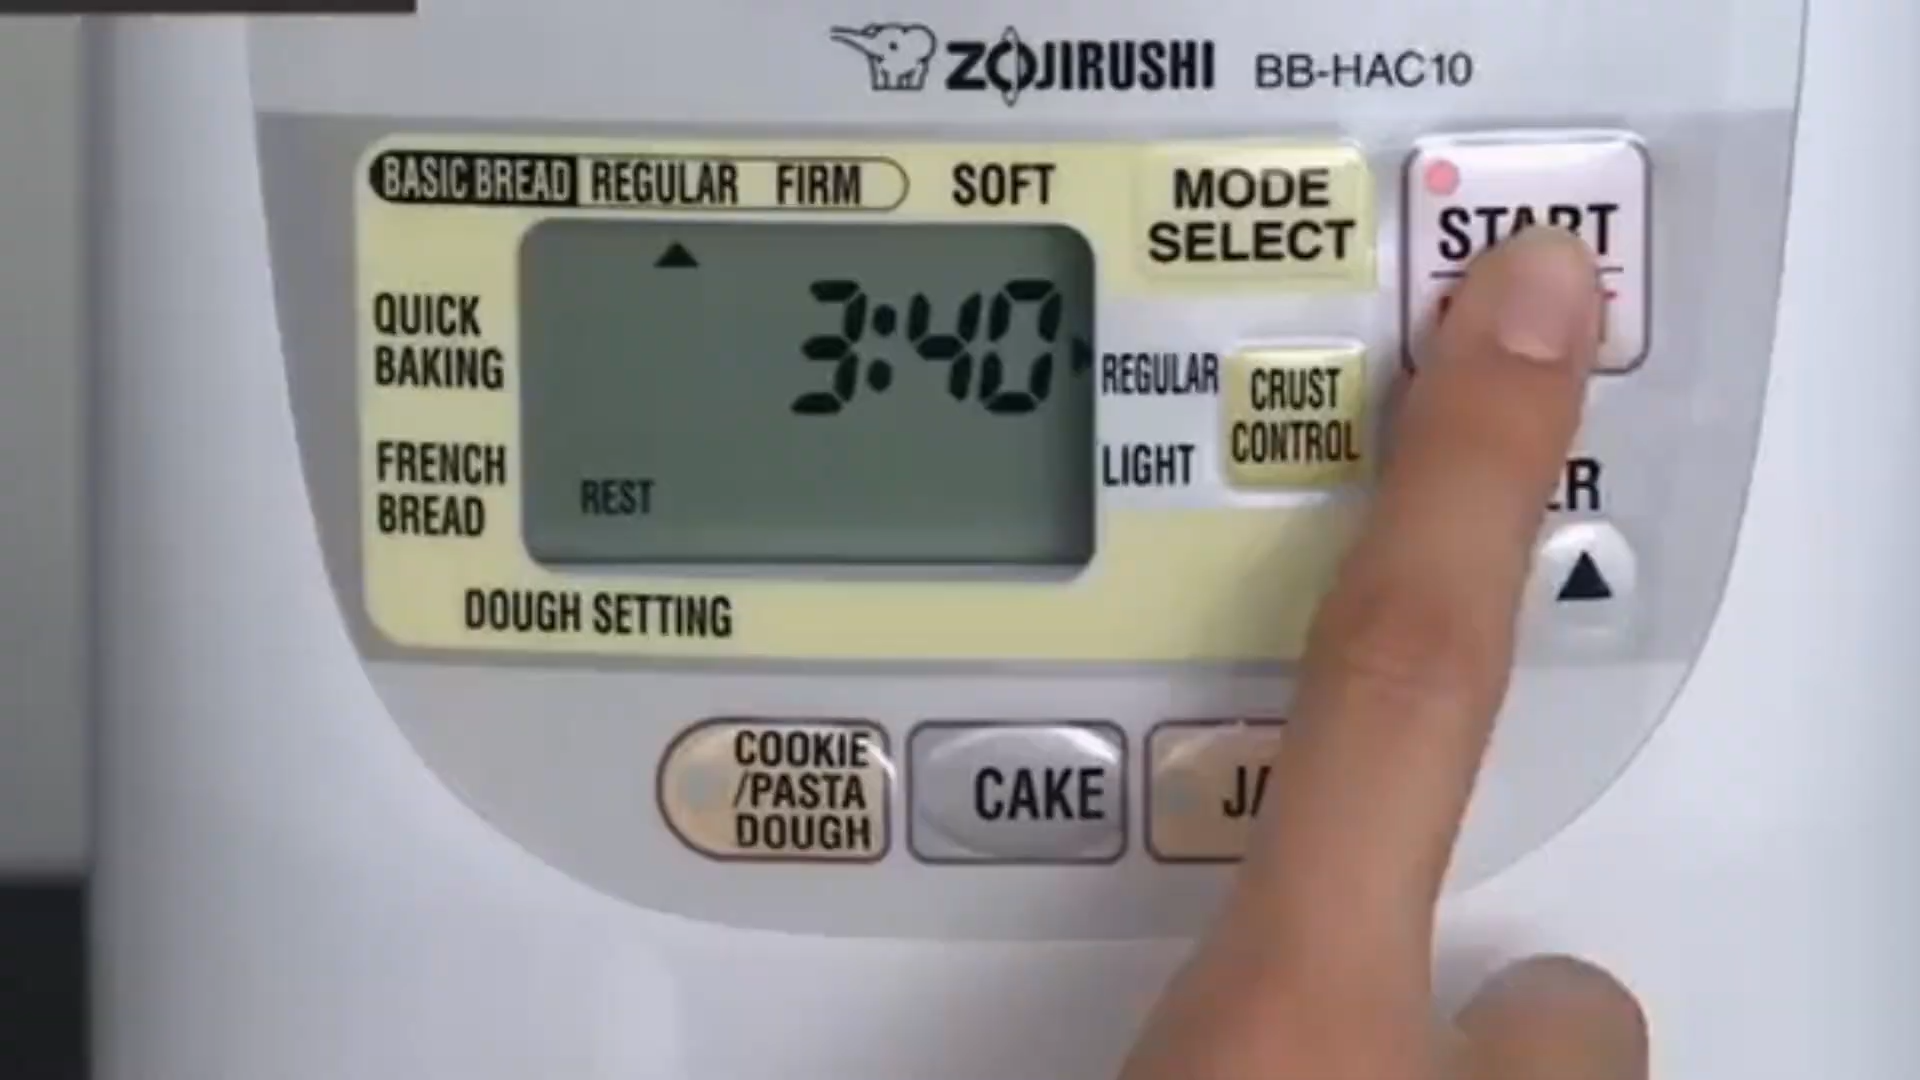 ZOJIRUSHI BB-HAC10
BASIC BREAD REGULAR FIRM SOFT
MODE
SELECT
START
3:40
QUICK
BAKING
REGULAR
CRUST
CONTROL
FRENCH
BREAD
LIGHT
REST
DOUGH SETTING
COOKIE
/PASTA
DOUGH
CAKE